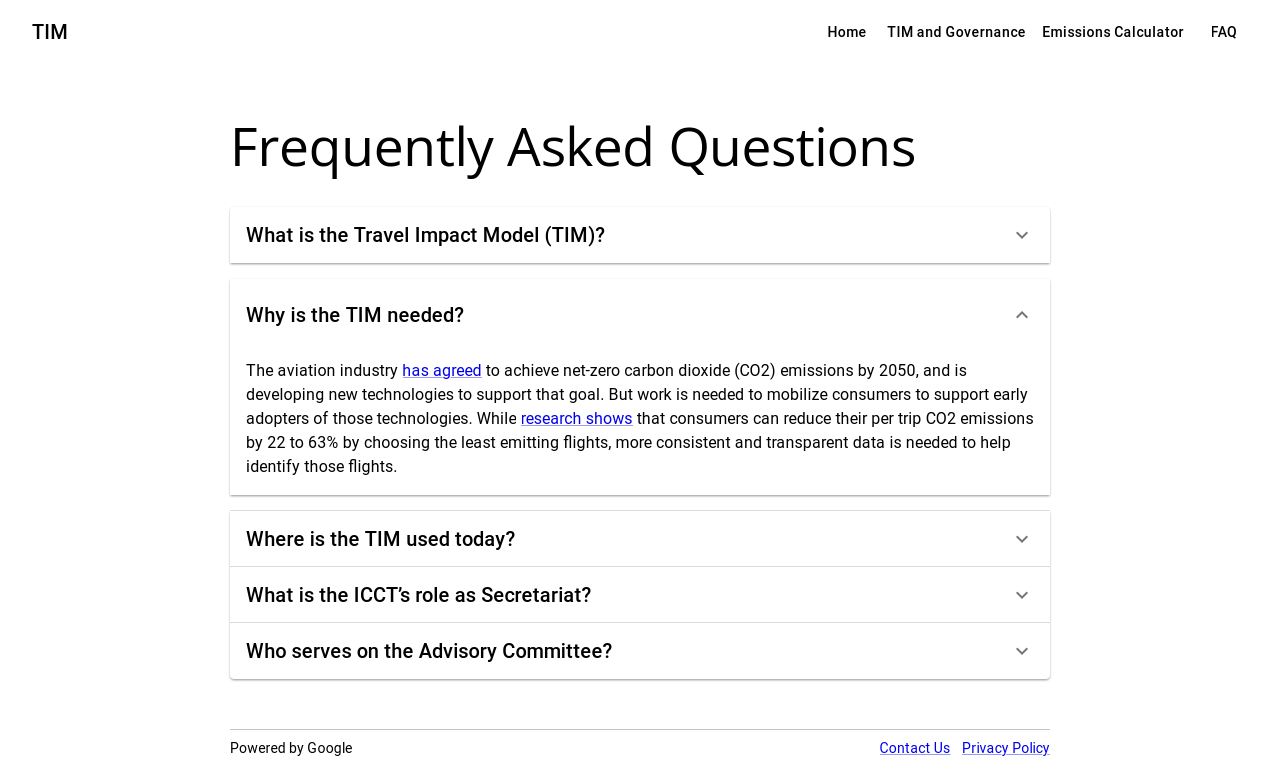 TIM
Home TIM and Governance Emissions Calculator FAQ
Frequently Asked Questions
What is the Travel Impact Model (TIM)?
Why is the TIM needed?
The aviation industry has agreed to achieve net-zero carbon dioxide (CO2) emissions by 2050, and is
developing new technologies to support that goal. But work is needed to mobilize consumers to support early
adopters of those technologies. While research shows that consumers can reduce their per trip CO2 emissions
by 22 to 63% by choosing the least emitting flights, more consistent and transparent data is needed to help
identify those flights.
Where is the TIM used today?
What is the ICCT’s role as Secretariat?
Who serves on the Advisory Committee?
Powered by Google
Contact Us Privacy Policy